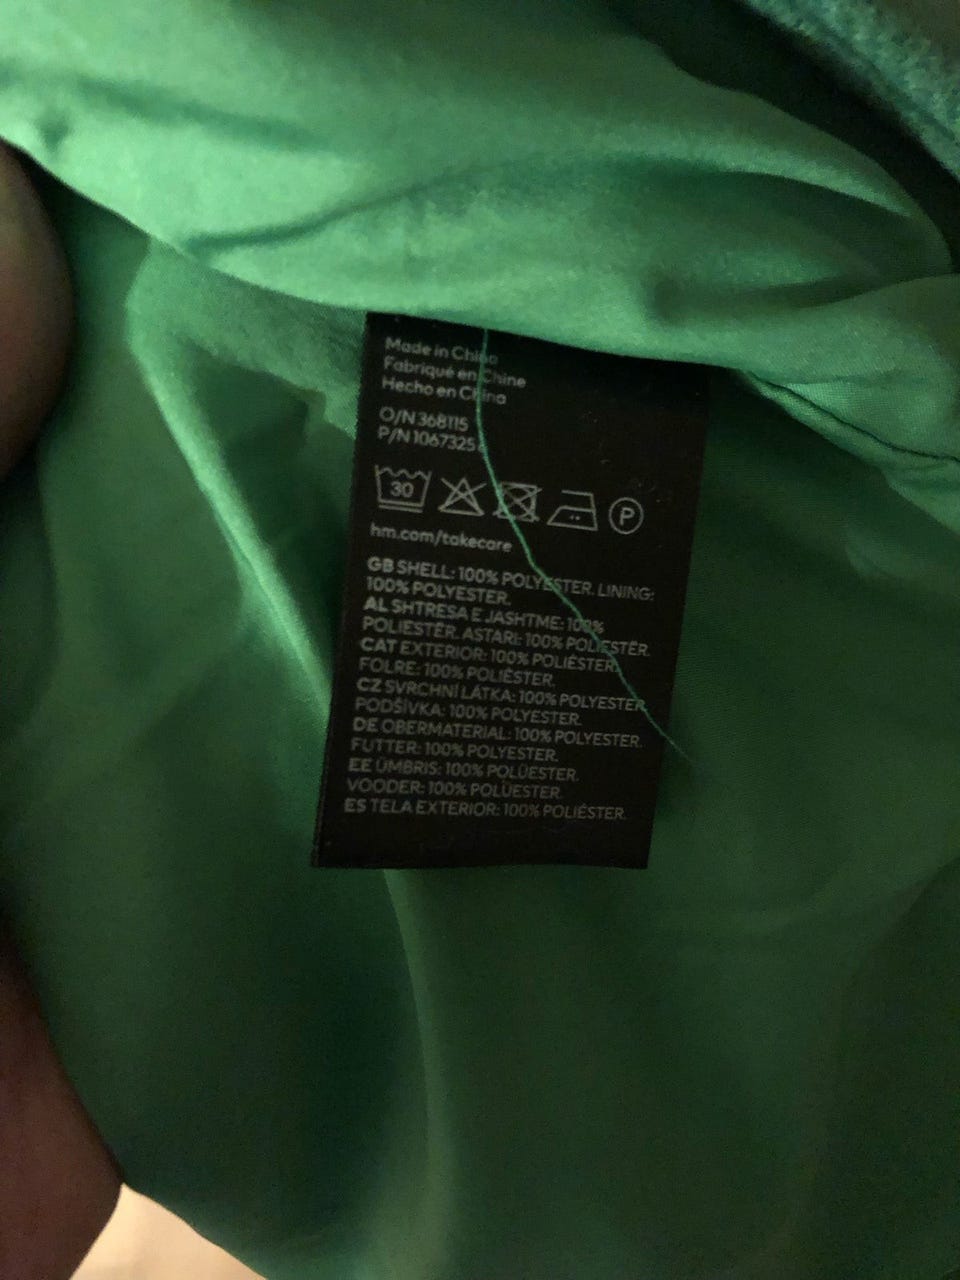 Made in China
Fabriqué en Chine
Hecho en China
O/N 368115
P/N 1067325
30 P
hm.com/takecare
GB SHELL: 100% POLYESTER. LINING:
100% POLYESTER.
AL SHTRESA E JASHTME: 100%
POLIESTËR. ASTARI: 100% POLIESTËR.
CAT EXTERIOR: 100% POLIÈSTER.
FOLRE: 100% POLIÈSTER.
CZ SVRCHNÍ LÁTKA: 100% POLYESTER.
PODŠÍVKA: 100% POLYESTER.
DE OBERMATERIAL: 100% POLYESTER.
FUTTER: 100% POLYESTER.
EE ÜMBRIS: 100% POLÜESTER.
VOODER: 100% POLÜESTER.
ES TELA EXTERIOR: 100% POLIÉSTER.